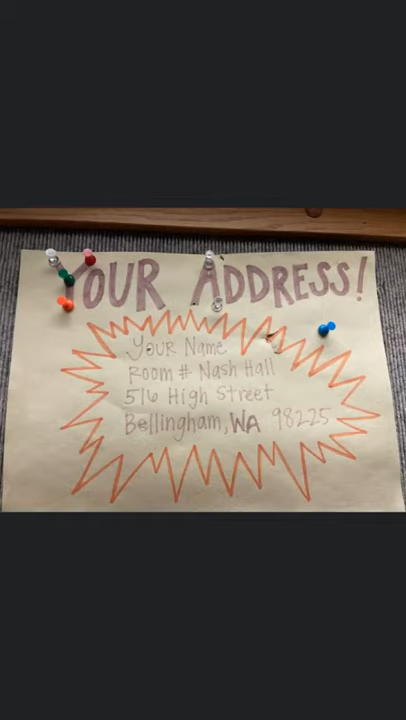 YOUR ADDRESS!
Your Name
Room # Nash Hall
516 High Street
Bellingham, WA 98225